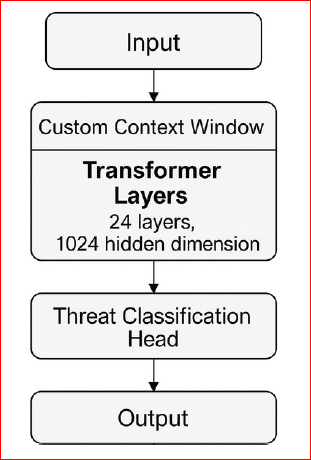 Input
Custom Context Window
Transformer
Layers
24 layers,
1024 hidden dimension
Threat Classification
Head
Output